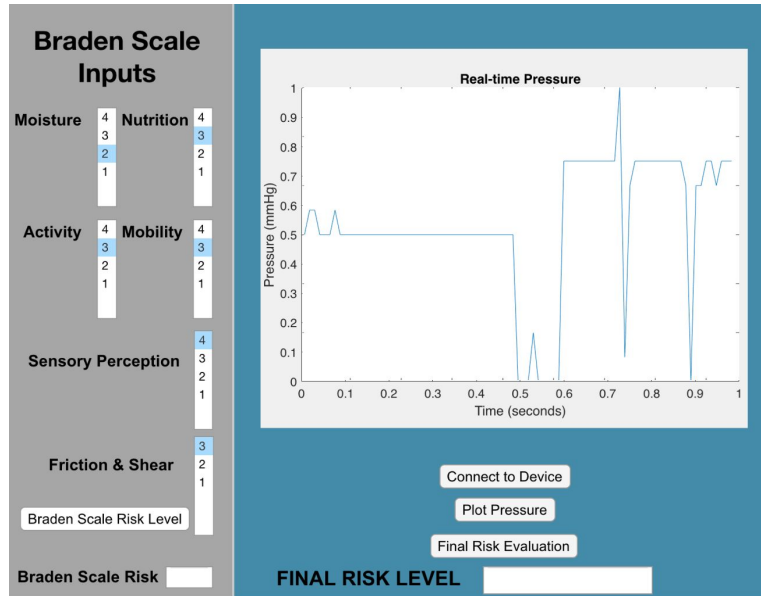 Braden Scale
Inputs
Moisture
4
3
2
1
Nutrition
4
3
2
1
Activity
4
3
2
1
Mobility
4
3
2
1
Sensory Perception
4
3
2
1
Friction & Shear
3
2
1
Braden Scale Risk Level
Braden Scale Risk
Real-time Pressure
Pressure (mmHg)
1
0.9
0.8
0.7
0.6
0.5
0.4
0.3
0.2
0.1
0
0 0.1 0.2 0.3 0.4 0.5 0.6 0.7 0.8 0.9 1
Time (seconds)
Connect to Device
Plot Pressure
Final Risk Evaluation
FINAL RISK LEVEL